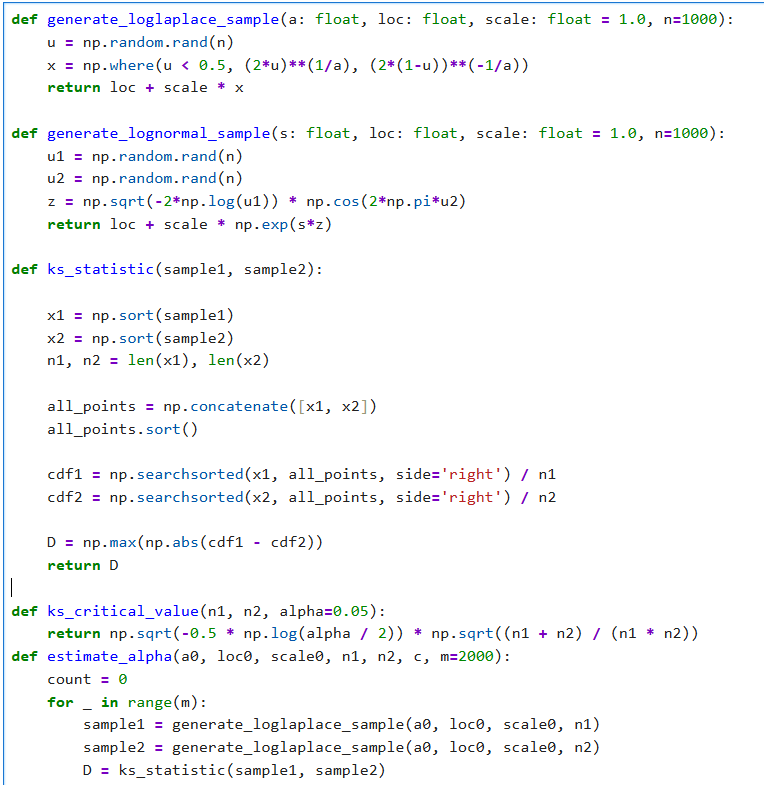 def generate_loglaplace_sample(a: float, loc: float, scale: float = 1.0, n=1000):
    u = np.random.rand(n)
    x = np.where(u < 0.5, (2*u)**(1/a), (2*(1-u))**(-1/a))
    return loc + scale * x

def generate_lognormal_sample(s: float, loc: float, scale: float = 1.0, n=1000):
    u1 = np.random.rand(n)
    u2 = np.random.rand(n)
    z = np.sqrt(-2*np.log(u1)) * np.cos(2*np.pi*u2)
    return loc + scale * np.exp(s*z)

def ks_statistic(sample1, sample2):

    x1 = np.sort(sample1)
    x2 = np.sort(sample2)
    n1, n2 = len(x1), len(x2)

    all_points = np.concatenate([x1, x2])
    all_points.sort()

    cdf1 = np.searchsorted(x1, all_points, side='right') / n1
    cdf2 = np.searchsorted(x2, all_points, side='right') / n2

    D = np.max(np.abs(cdf1 - cdf2))
    return D

def ks_critical_value(n1, n2, alpha=0.05):
    return np.sqrt(-0.5 * np.log(alpha / 2)) * np.sqrt((n1 + n2) / (n1 * n2))
def estimate_alpha(a0, loc0, scale0, n1, n2, c, m=2000):
    count = 0
    for _ in range(m):
        sample1 = generate_loglaplace_sample(a0, loc0, scale0, n1)
        sample2 = generate_loglaplace_sample(a0, loc0, scale0, n2)
        D = ks_statistic(sample1, sample2)